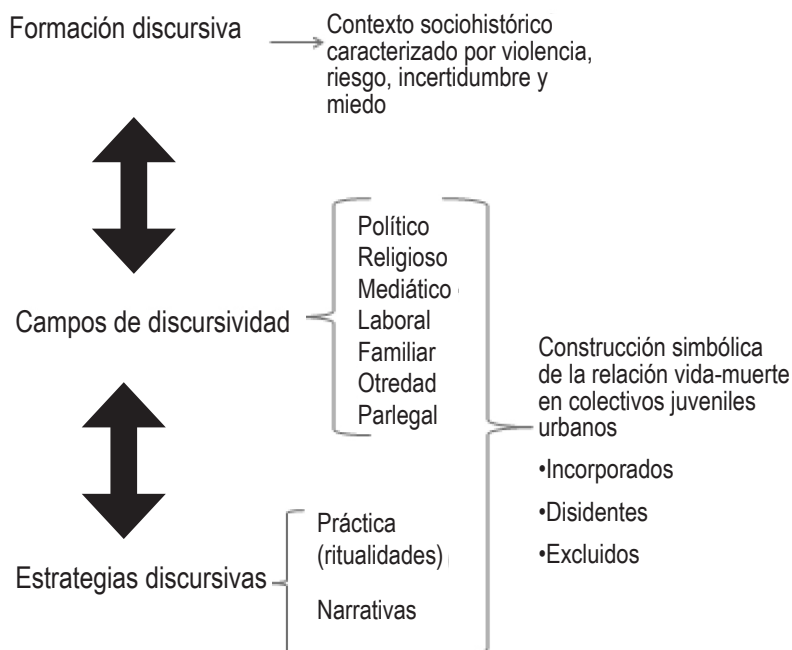 Formación discursiva
Contexto sociohistórico
caracterizado por violencia,
riesgo, incertidumbre y
miedo
Campos de discursividad
Político
Religioso
Mediático
Laboral
Familiar
Otredad
Parlegal
Construcción simbólica
de la relación vida-muerte
en colectivos juveniles
urbanos
•Incorporados
•Disidentes
•Excluidos
Estrategias discursivas
Práctica
(ritualidades)
Narrativas